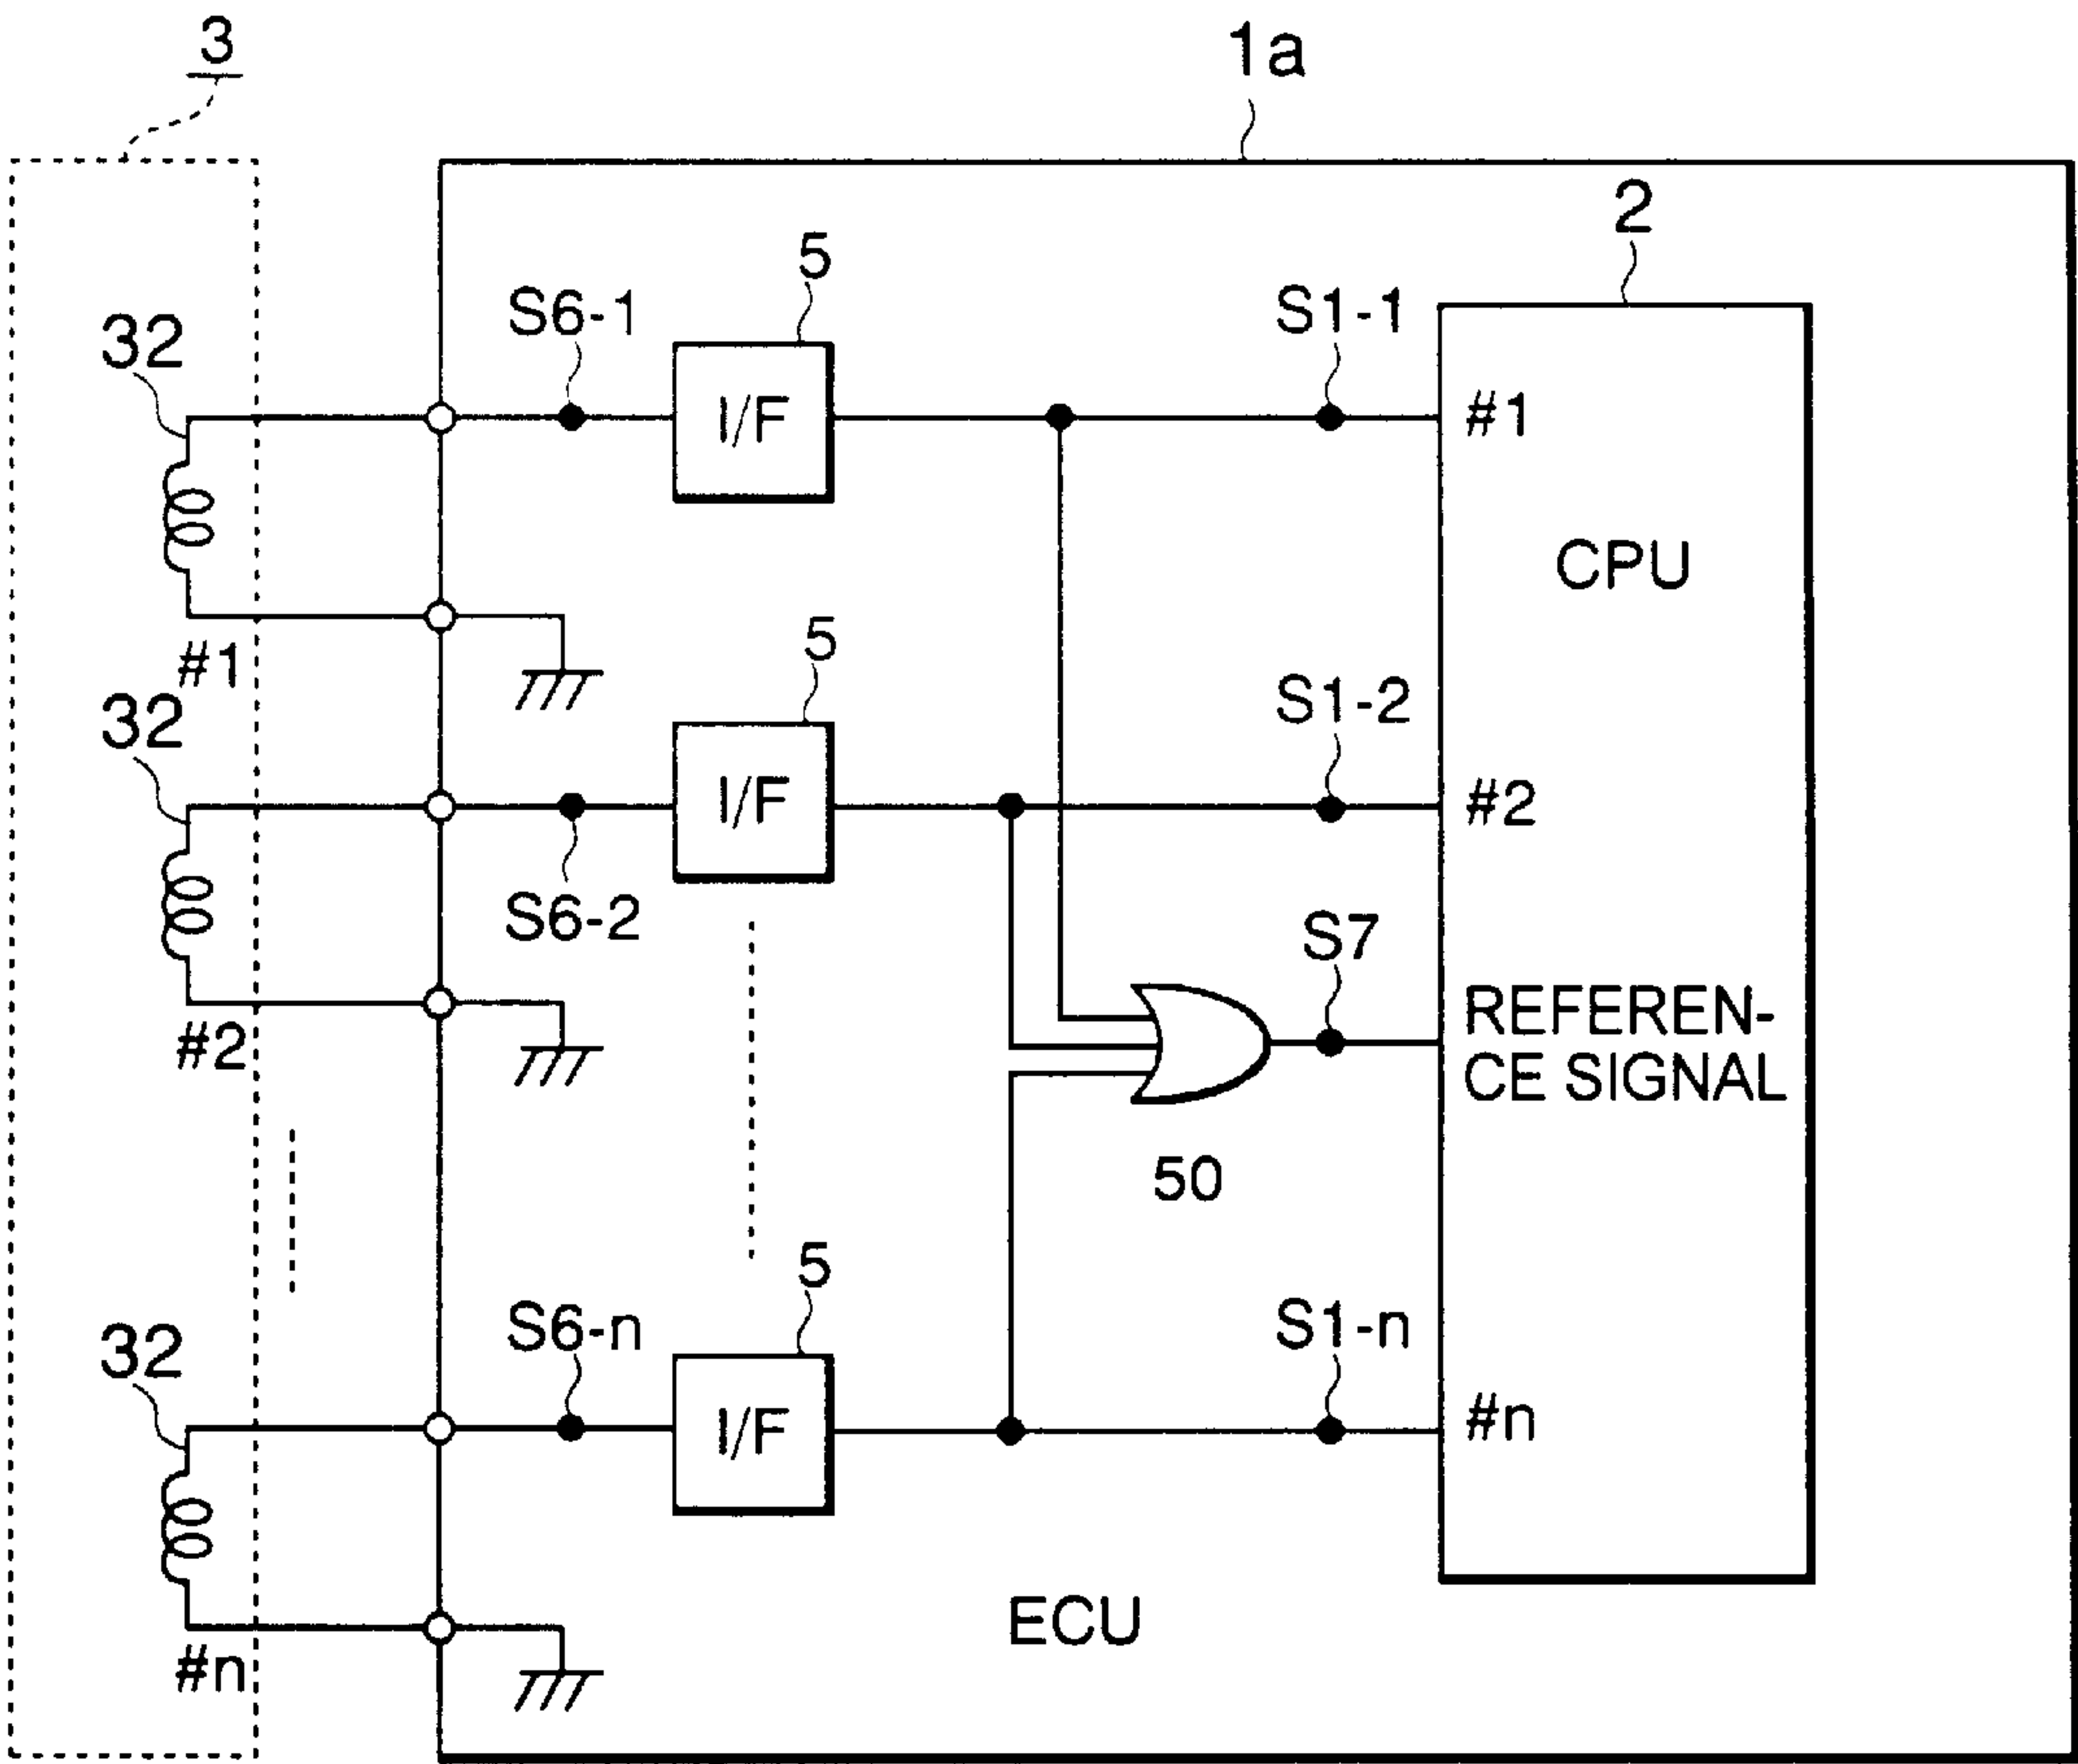 3
1a
2
5
S6-1
S1-1
32
I/F
#1
CPU
#1
5
32
S1-2
I/F
#2
S6-2
S7
#2
REFEREN-
CE SIGNAL
50
5
32
S6-n
S1-n
I/F
#n
ECU
#n